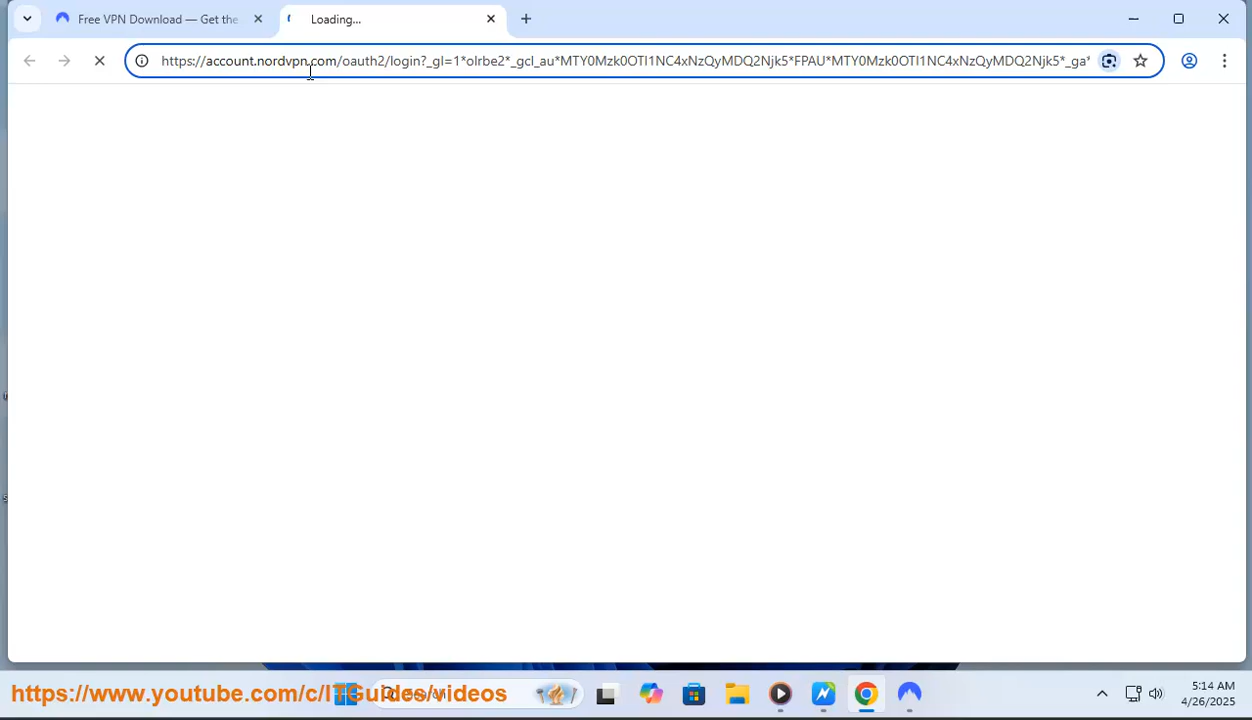 Free VPN Download — Get the
Loading...
https://account.nordvpn.com/oauth2/login?_gl=1*olrbe2*_gcl_au*MTY0Mzk0OTI1NC4xNzQyMDQ2Njk5*FPAU*MTY0Mzk0OTI1NC4xNzQyMDQ2Njk5*_ga*
https://www.youtube.com/c/ITGuides/videos
5:14 AM
4/26/2025